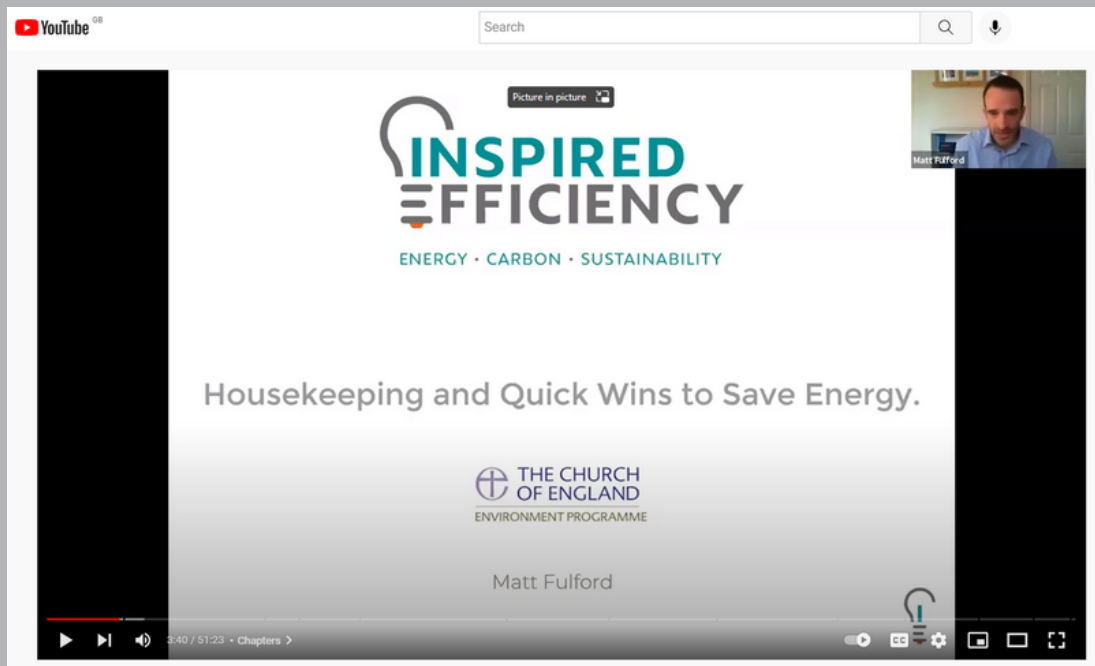 YouTube GB
Search
Picture in picture
Matt Fulford
INSPIRED
EFFICIENCY
ENERGY · CARBON · SUSTAINABILITY
Housekeeping and Quick Wins to Save Energy.
THE CHURCH
OF ENGLAND
ENVIRONMENT PROGRAMME
Matt Fulford
3:40 / 51:23 • Chapters >
CC